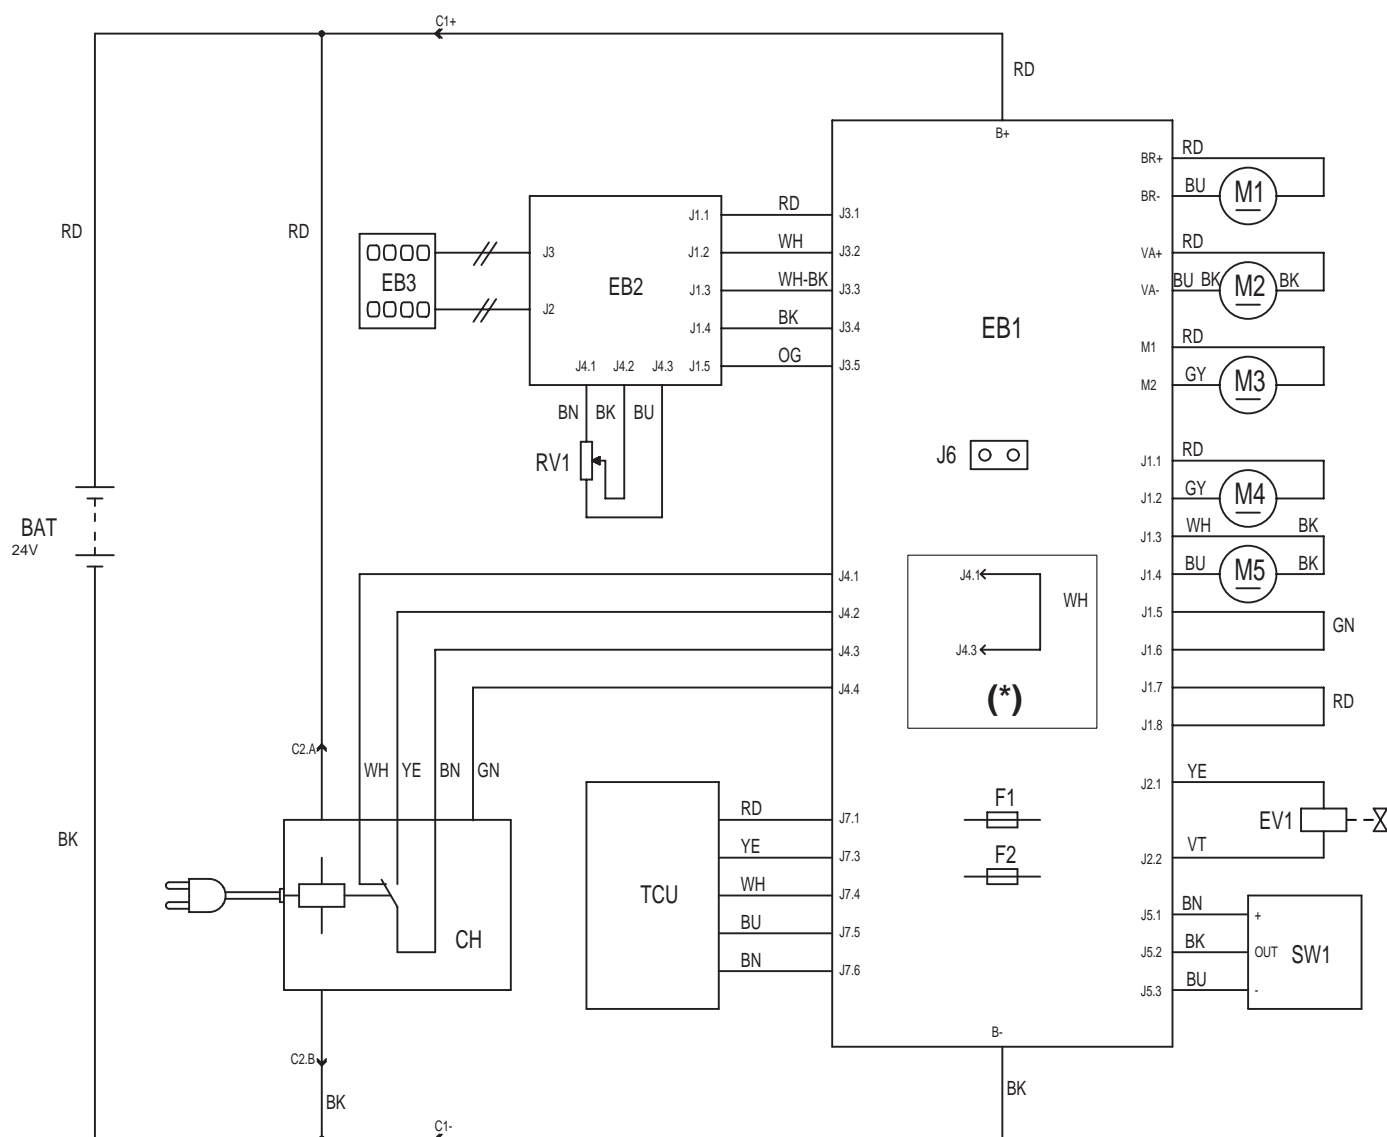 C1+
RD
B+
BR+ RD
BR- BU M1
J1.1 RD J3.1
RD RD
J1.2 WH J3.2
VA+ RD
J3
EB3 EB2
J1.3 WH-BK J3.3
VA- BU BK M2 BK
J2
J1.4 BK J3.4
EB1
M1 RD
J4.1 J4.2 J4.3 J1.5 OG J3.5
M2 GY M3
BN BK BU
RV1
J6
J1.1 RD
J1.2 GY M4
BAT
24V
J1.3 WH BK
J4.1
J4.1
J1.4 BU M5 BK
WH
J4.2
J1.5
GN
J4.3
J4.3
J1.6
J4.4
(*)
J1.7
RD
J1.8
C2.A
WH YE BN GN
J2.1 YE
RD J7.1
F1
EV1
BK
YE J7.3
F2
J2.2 VT
TCU
WH J7.4
CH
BU J7.5
BN J7.6
J5.1 BN +
J5.2 BK OUT SW1
J5.3 BU -
B-
C2.B
BK
BK
C1-